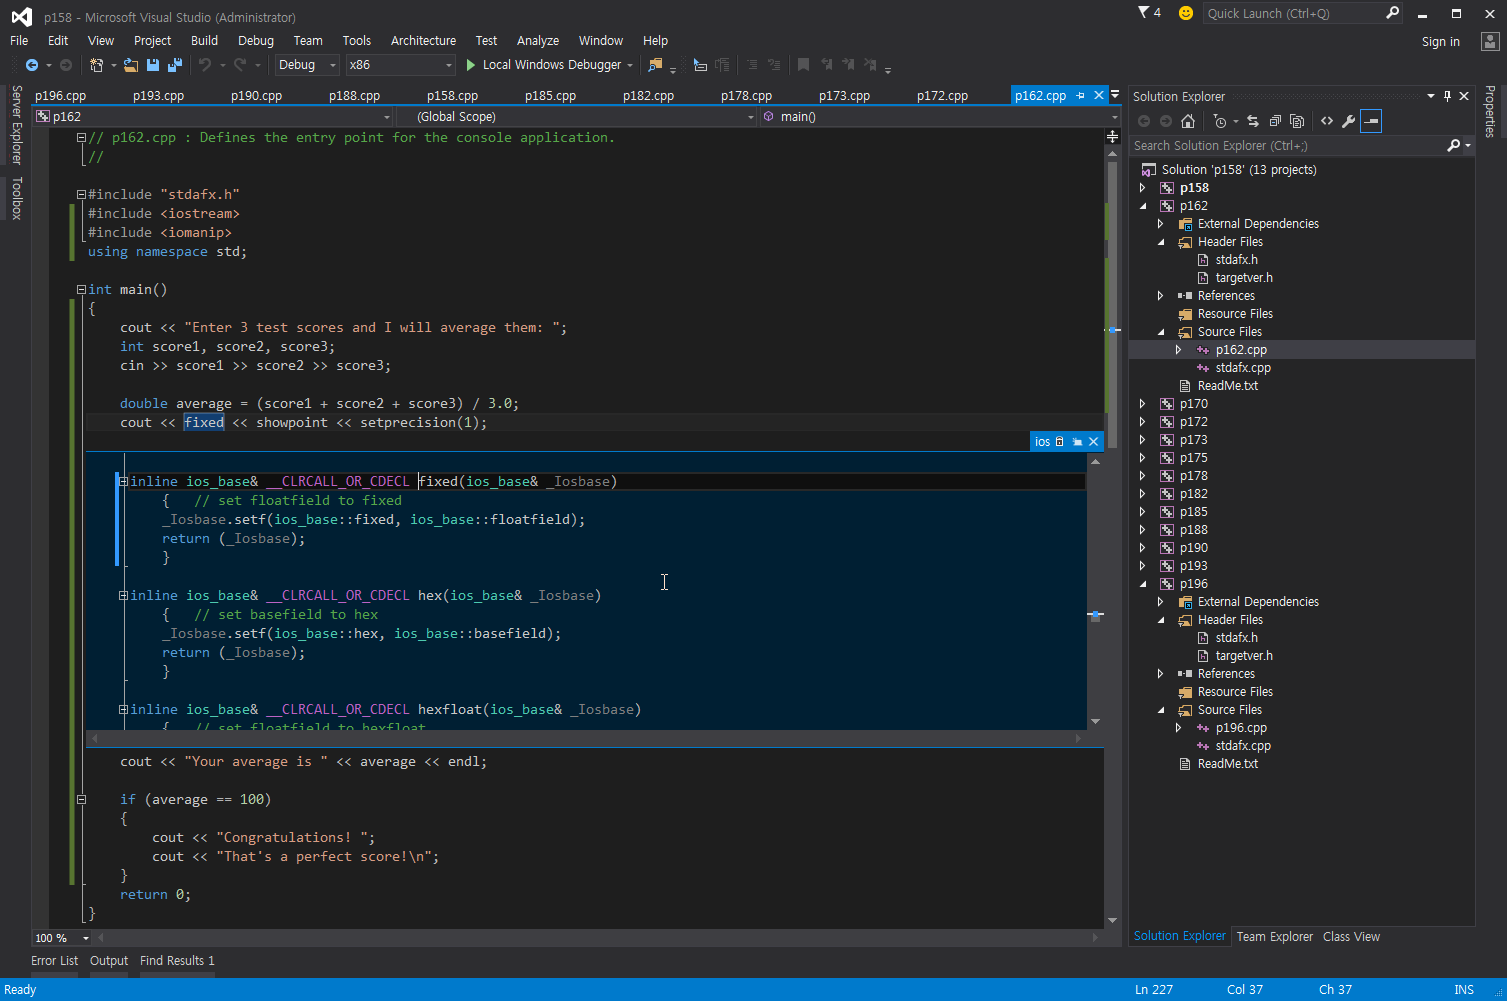 p158 - Microsoft Visual Studio (Administrator)
4
Quick Launch (Ctrl+Q)
File Edit View Project Build Debug Team Tools Architecture Test Analyze Window Help
Sign in
Debug x86 Local Windows Debugger
Server Explorer
Toolbox
p196.cpp p193.cpp p190.cpp p188.cpp p158.cpp p185.cpp p182.cpp p178.cpp p173.cpp p172.cpp p162.cpp
p162 (Global Scope) main()
// p162.cpp : Defines the entry point for the console application.
//
#include "stdafx.h"
#include <iostream>
#include <iomanip>
using namespace std;
int main()
{
cout << "Enter 3 test scores and I will average them: ";
int score1, score2, score3;
cin >> score1 >> score2 >> score3;
double average = (score1 + score2 + score3) / 3.0;
cout << fixed << showpoint << setprecision(1);
ios
inline ios_base& __CLRCALL_OR_CDECL fixed(ios_base& _Iosbase)
{ // set floatfield to fixed
_Iosbase.setf(ios_base::fixed, ios_base::floatfield);
return (_Iosbase);
}
inline ios_base& __CLRCALL_OR_CDECL hex(ios_base& _Iosbase)
{ // set basefield to hex
_Iosbase.setf(ios_base::hex, ios_base::basefield);
return (_Iosbase);
}
inline ios_base& __CLRCALL_OR_CDECL hexfloat(ios_base& _Iosbase)
{ // set floatfield to hexfloat
cout << "Your average is " << average << endl;
if (average == 100)
{
cout << "Congratulations! ";
cout << "That's a perfect score!\n";
}
return 0;
}
100 %
Solution Explorer
Search Solution Explorer (Ctrl+;)
Solution 'p158' (13 projects)
p158
p162
External Dependencies
Header Files
stdafx.h
targetver.h
References
Resource Files
Source Files
p162.cpp
stdafx.cpp
ReadMe.txt
p170
p172
p173
p175
p178
p182
p185
p188
p190
p193
p196
External Dependencies
Header Files
stdafx.h
targetver.h
References
Resource Files
Source Files
p196.cpp
stdafx.cpp
ReadMe.txt
Solution Explorer Team Explorer Class View
Properties
Error List Output Find Results 1
Ready Ln 227 Col 37 Ch 37 INS